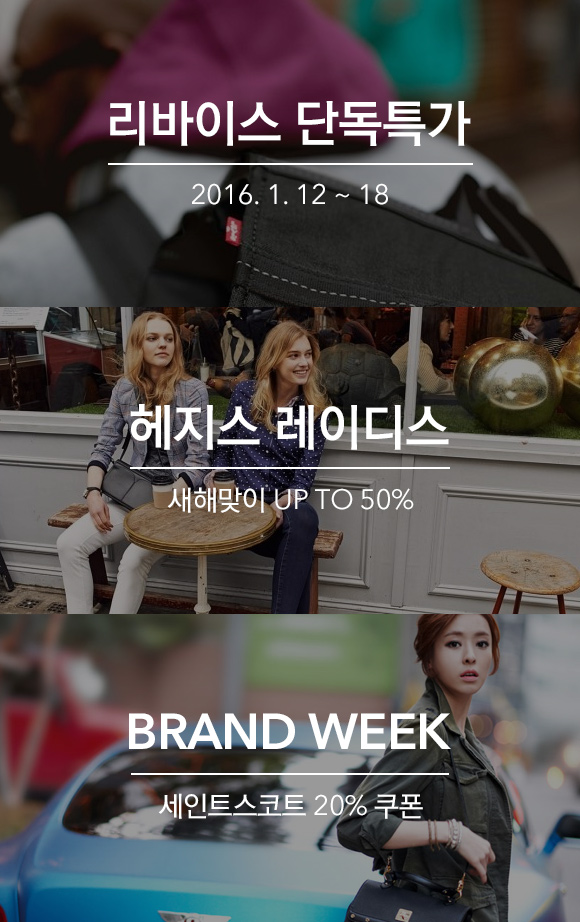 리바이스 단독특가
2016. 1. 12 ~ 18
헤지스 레이디스
새해맞이 UP TO 50%
BRAND WEEK
세인트스코트 20% 쿠폰